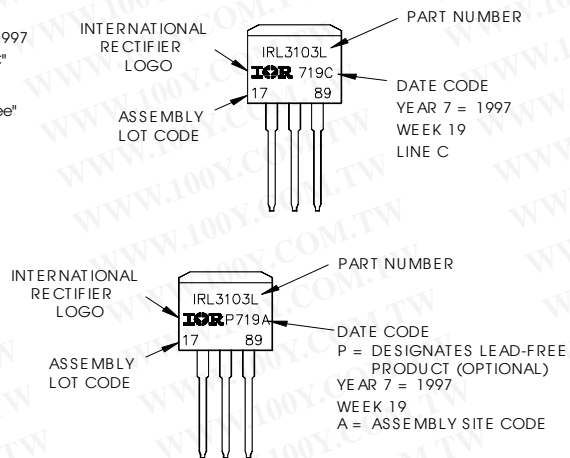 997
"
ee"
INTERNATIONAL
RECTIFIER
LOGO
PART NUMBER
IRL3103L
IOR 719C
17 89
ASSEMBLY
LOT CODE
DATE CODE
YEAR 7 = 1997
WEEK 19
LINE C
INTERNATIONAL
RECTIFIER
LOGO
PART NUMBER
IRL3103L
IOR P719A
17 89
ASSEMBLY
LOT CODE
DATE CODE
P = DESIGNATES LEAD-FREE
PRODUCT (OPTIONAL)
YEAR 7 = 1997
WEEK 19
A = ASSEMBLY SITE CODE
WWW.100Y.COM.TW